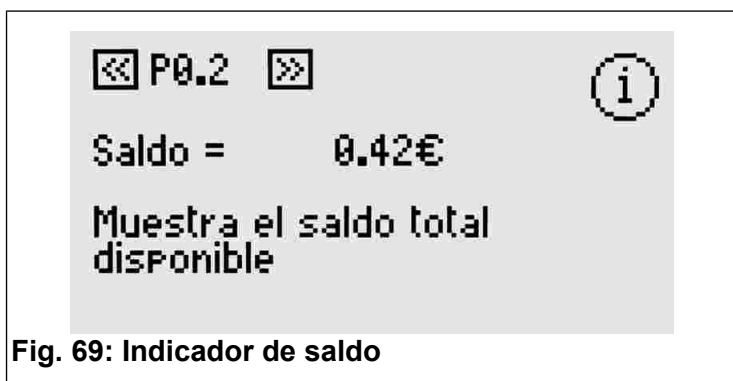 << P0.2 >>
i
Saldo = 0.42€
Muestra el saldo total
disponible
Fig. 69: Indicador de saldo